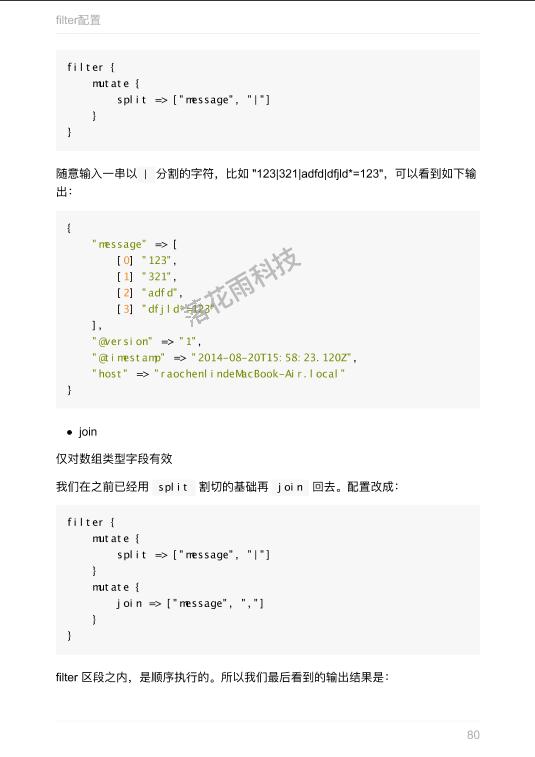 filter配置
filter {
    mutate {
        split => ["message", "|"]
    }
}
随意输入一串以 | 分割的字符，比如 "123|321|adfd|dfjld*=123"，可以看到如下输
出：
{
    "message" => [
        [0] "123",
        [1] "321",
        [2] "adfd",
        [3] "dfjld*=123"
    ],
    "@version" => "1",
    "@timestamp" => "2014-08-20T15:58:23.120Z",
    "host" => "raochenlindeMacBook-Air.local"
}
落花雨科技
• join
仅对数组类型字段有效
我们在之前已经用 split 割切的基础再 join 回去。配置改成：
filter {
    mutate {
        split => ["message", "|"]
    }
    mutate {
        join => ["message", ","]
    }
}
filter 区段之内，是顺序执行的。所以我们最后看到的输出结果是：
80